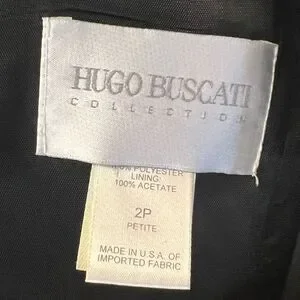 HUGO BUSCATI
COLLECTION
POLYESTER
LINING:
100% ACETATE
2P
PETITE
MADE IN U.S.A. OF
IMPORTED FABRIC